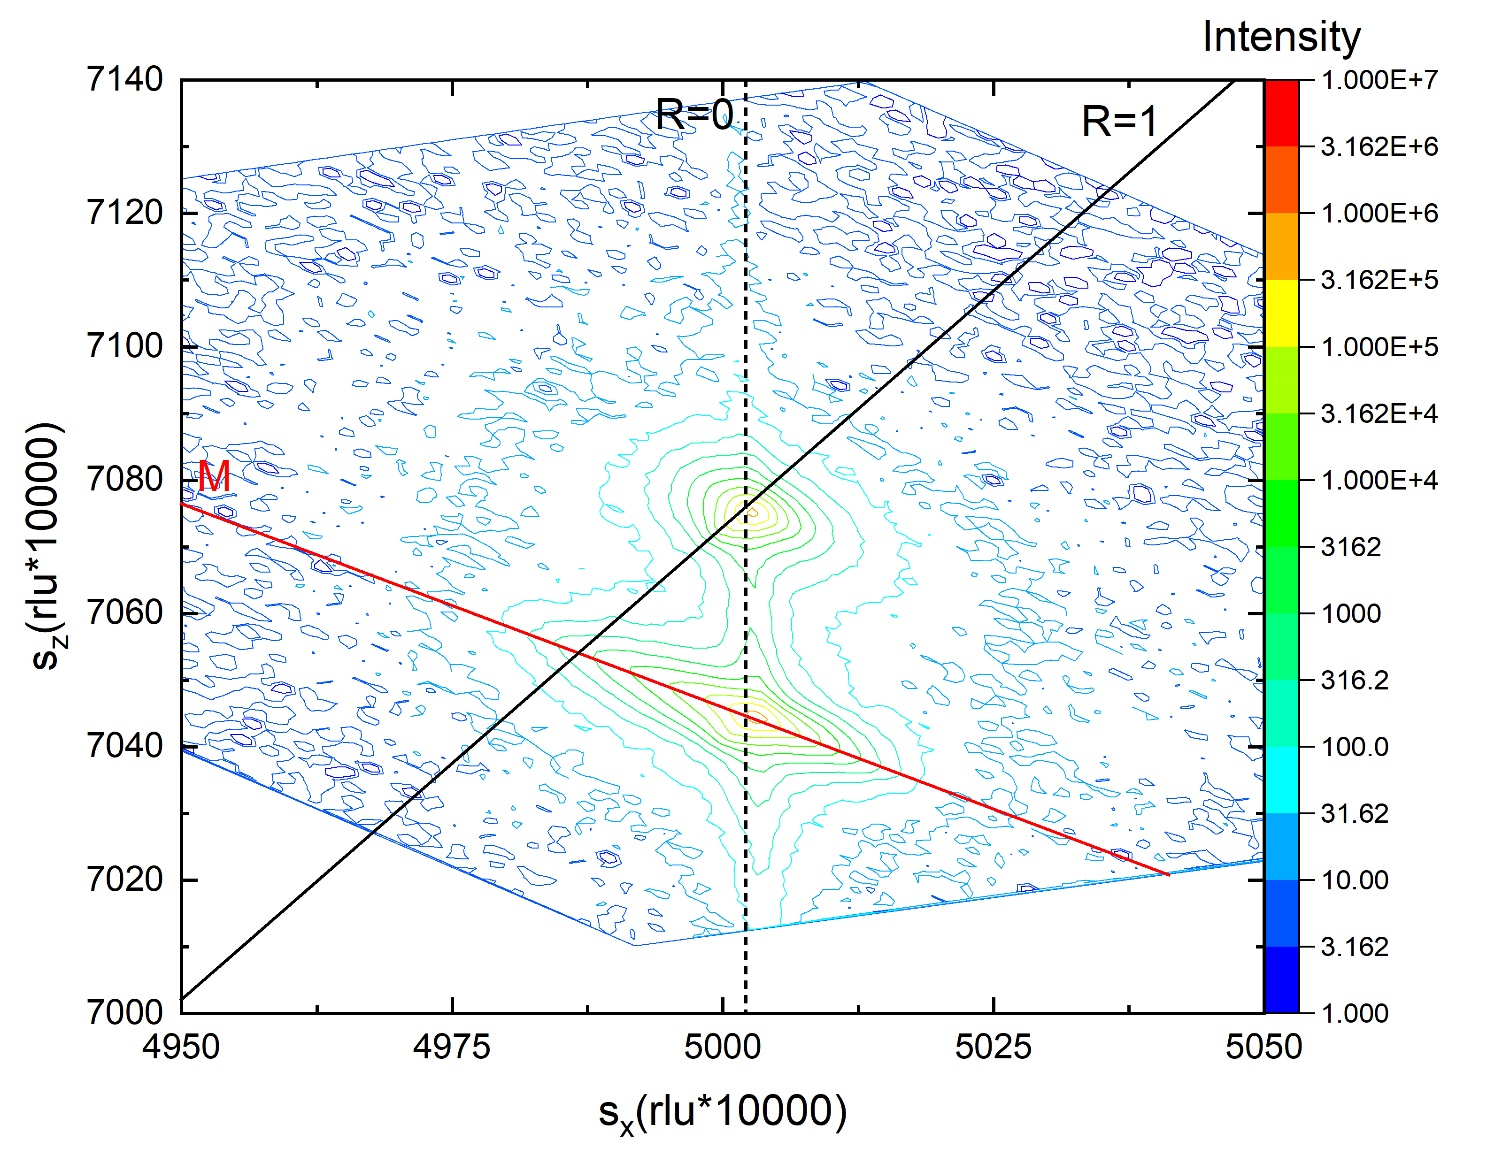 Intensity
7140
7120
7100
7080
7060
7040
7020
7000
s_z(rlu*10000)
R=0
R=1
M
1.000E+7
3.162E+6
1.000E+6
3.162E+5
1.000E+5
3.162E+4
1.000E+4
3162
1000
316.2
100.0
31.62
10.00
3.162
1.000
4950 4975 5000 5025 5050
s_x(rlu*10000)